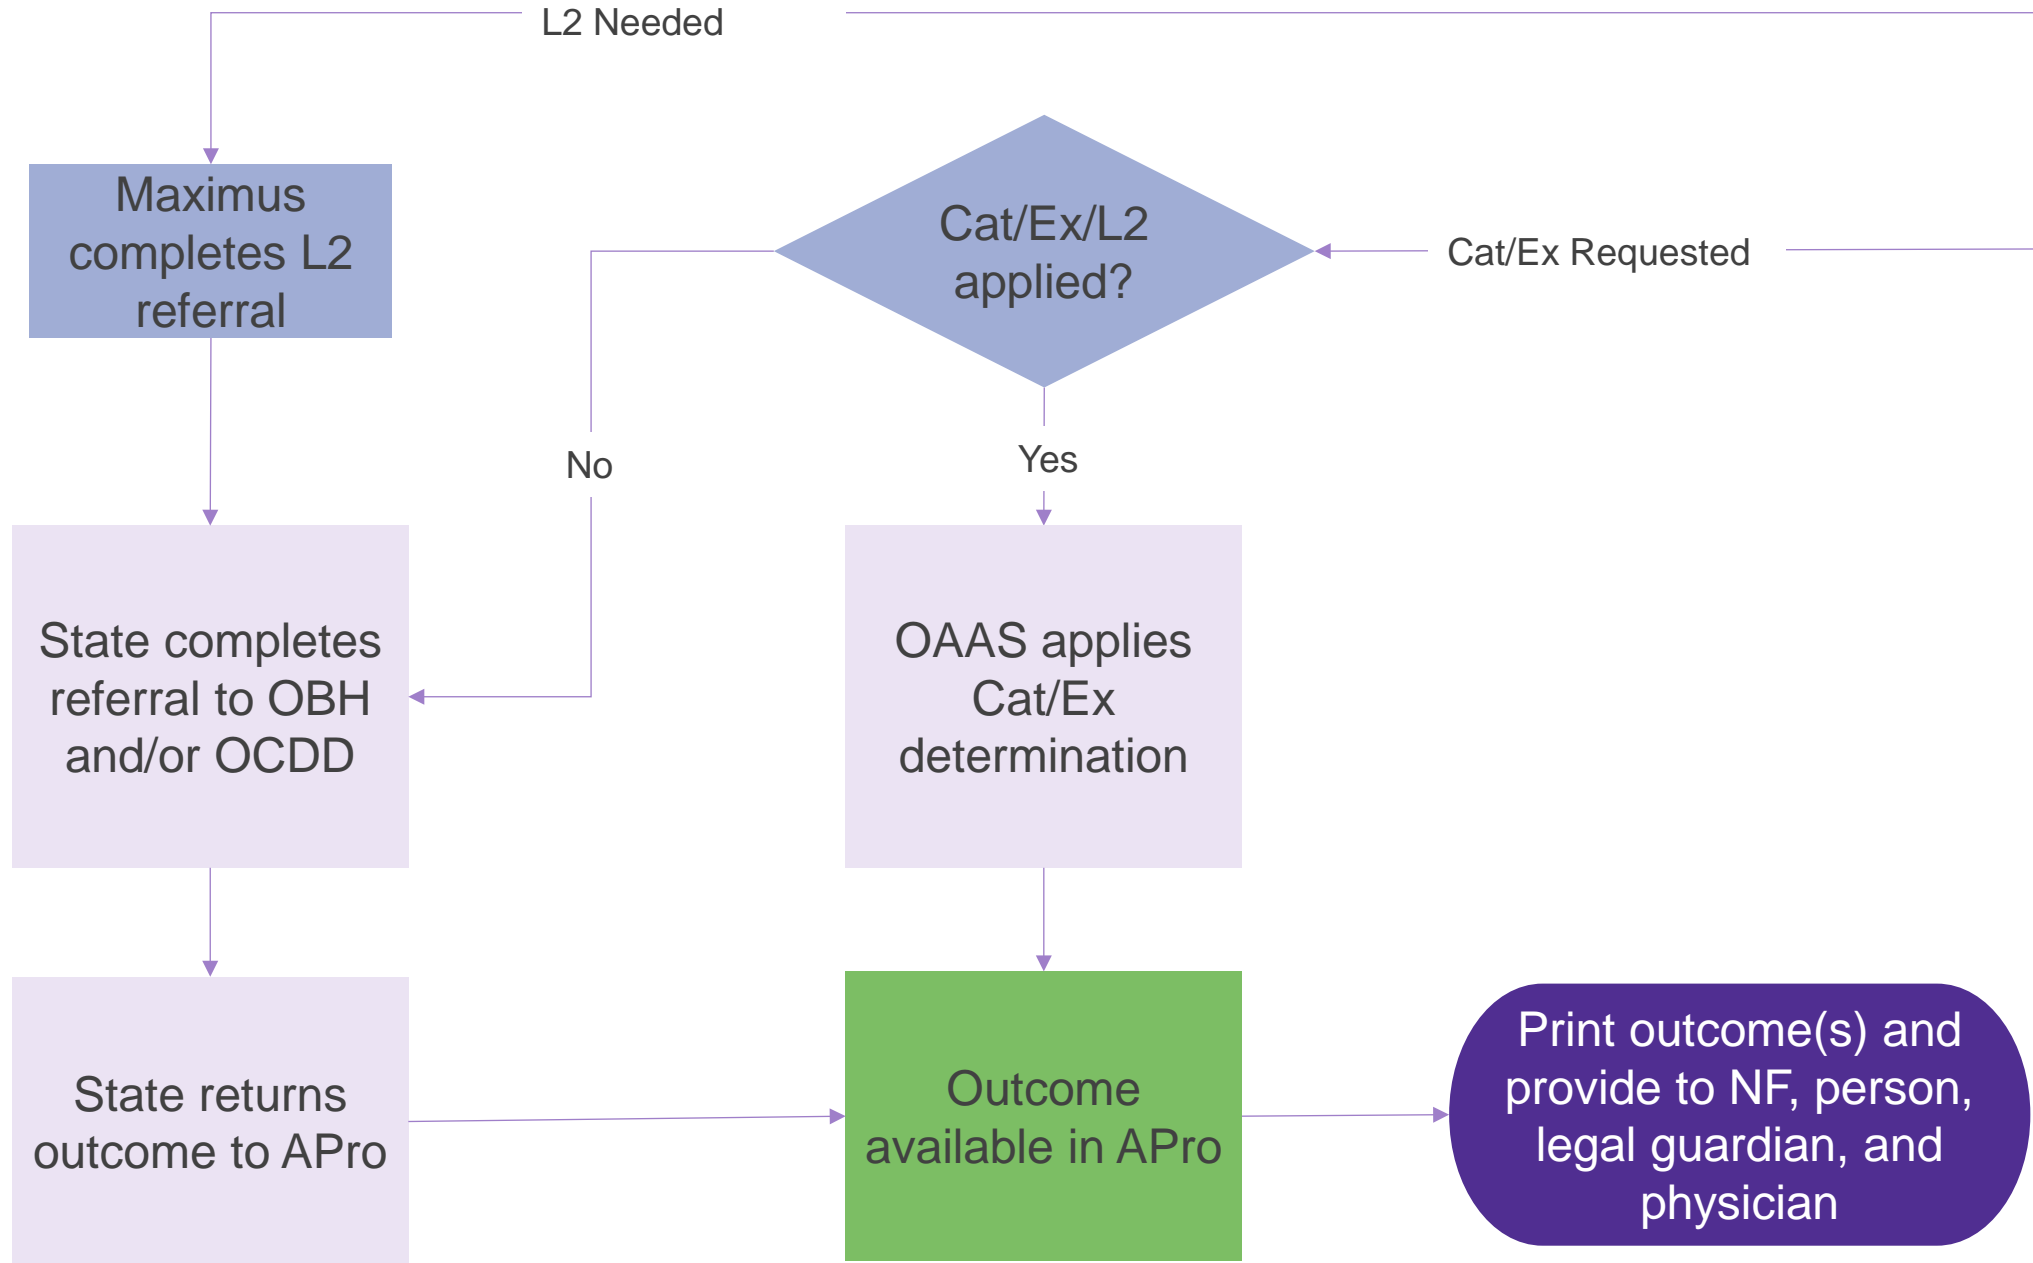 L2 Needed
Maximus
completes L2
referral
Cat/Ex/L2
applied?
Cat/Ex Requested
No
Yes
State completes
referral to OBH
and/or OCDD
OAAS applies
Cat/Ex
determination
State returns
outcome to APro
Outcome
available in APro
Print outcome(s) and
provide to NF, person,
legal guardian, and
physician